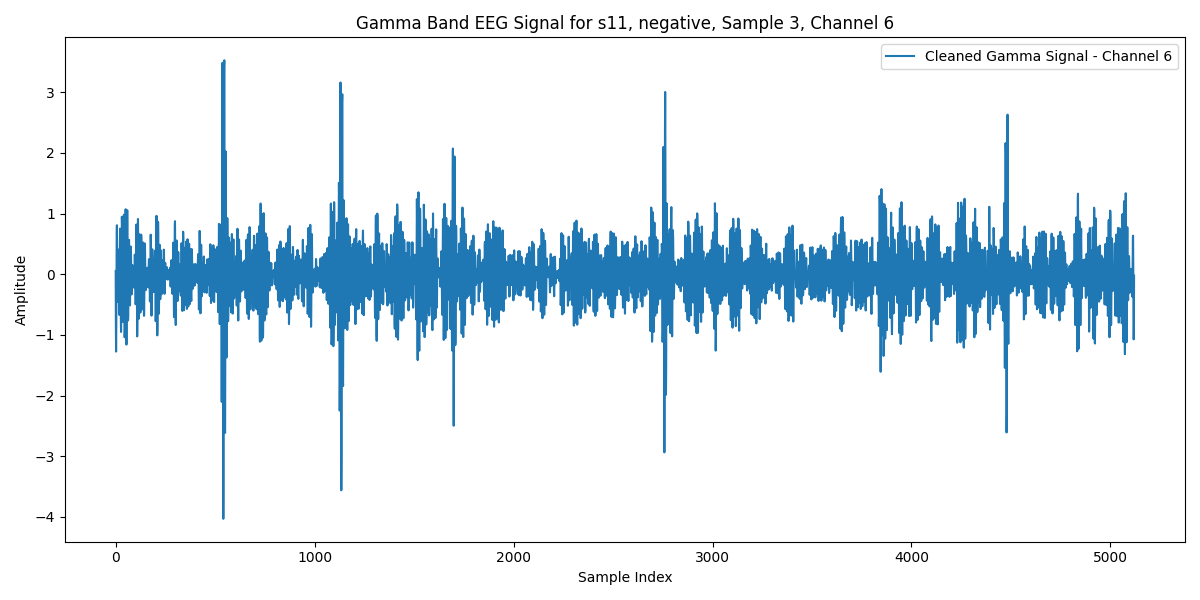 Gamma Band EEG Signal for s11, negative, Sample 3, Channel 6
Cleaned Gamma Signal - Channel 6
Amplitude
3
2
1
0
−1
−2
−3
−4
0 1000 2000 3000 4000 5000
Sample Index